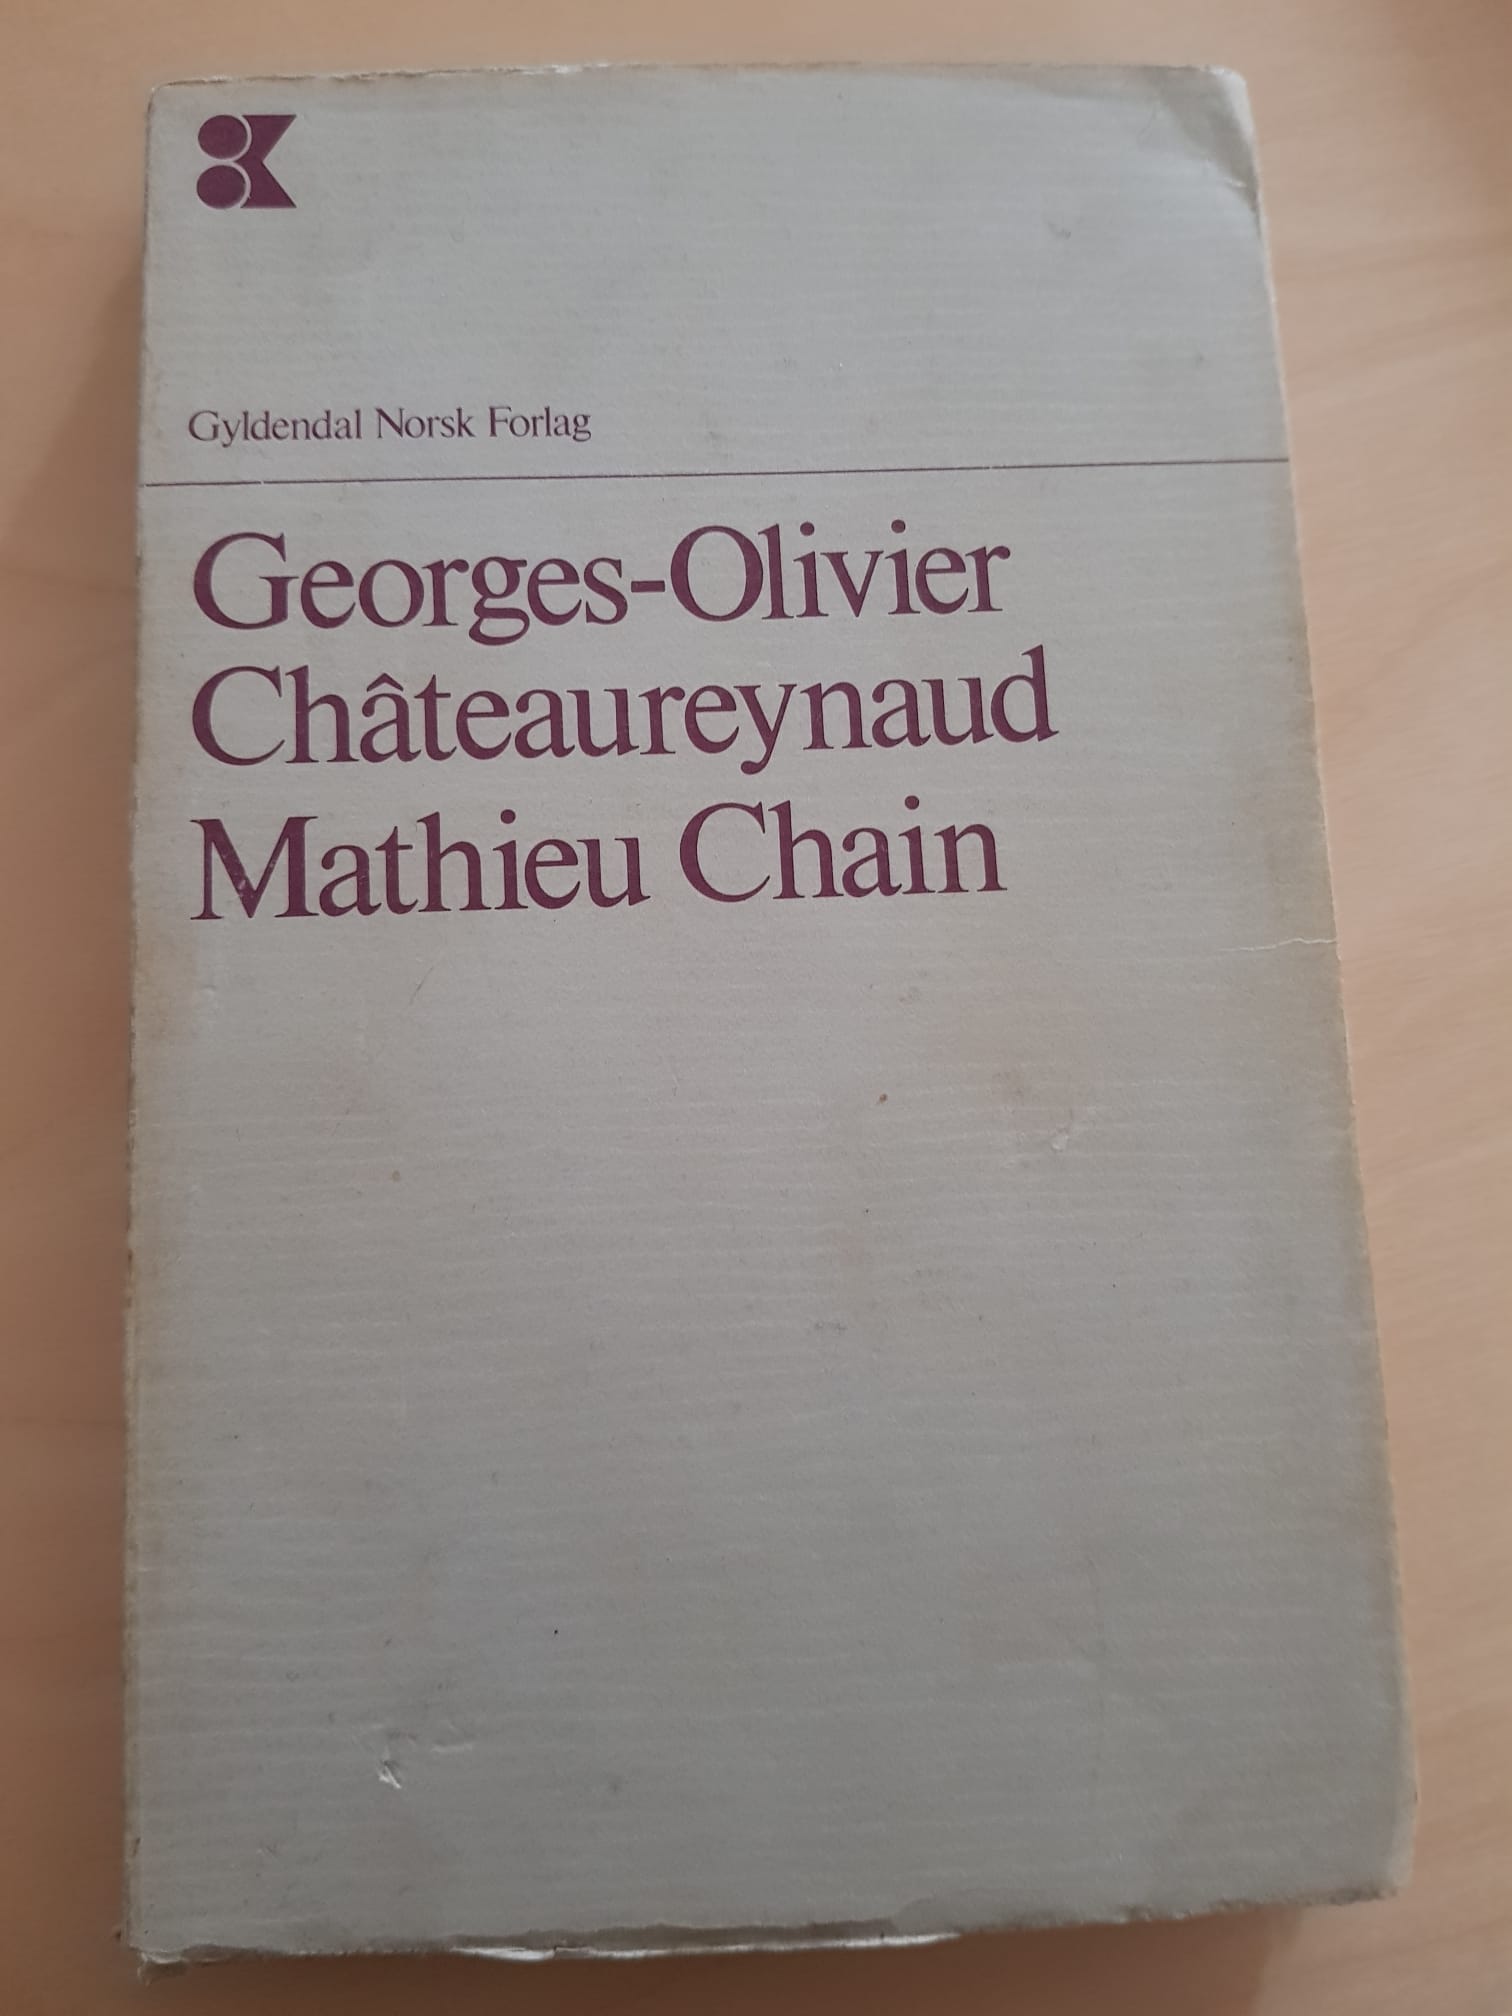 Gyldendal Norsk Forlag
Georges-Olivier
Châteaureynaud
Mathieu Chain